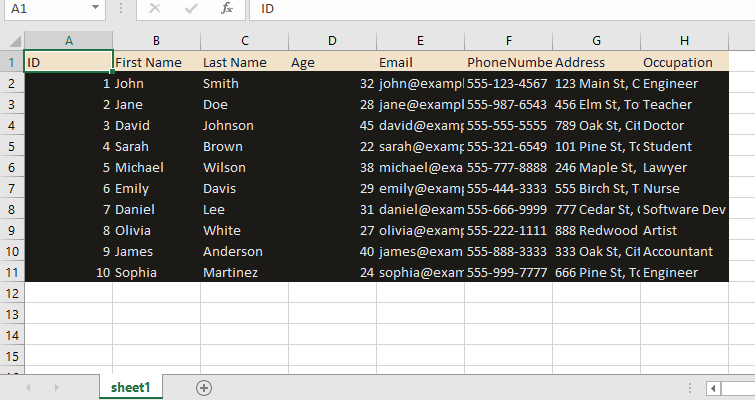 A1 fx ID
A B C D E F G H
1 ID First Name Last Name Age Email PhoneNumbe Address Occupation
2 1 John Smith 32 john@exampl 555-123-4567 123 Main St, C Engineer
3 2 Jane Doe 28 jane@exampl 555-987-6543 456 Elm St, To Teacher
4 3 David Johnson 45 david@examp 555-555-5555 789 Oak St, Cit Doctor
5 4 Sarah Brown 22 sarah@examp 555-321-6549 101 Pine St, To Student
6 5 Michael Wilson 38 michael@exa 555-777-8888 246 Maple St, Lawyer
7 6 Emily Davis 29 emily@examp 555-444-3333 555 Birch St, T Nurse
8 7 Daniel Lee 31 daniel@exam 555-666-9999 777 Cedar St, Software Dev
9 8 Olivia White 27 olivia@examp 555-222-1111 888 Redwood Artist
10 9 James Anderson 40 james@exam 555-888-3333 333 Oak St, Cit Accountant
11 10 Sophia Martinez 24 sophia@exam 555-999-7777 666 Pine St, To Engineer
12
13
14
15
sheet1